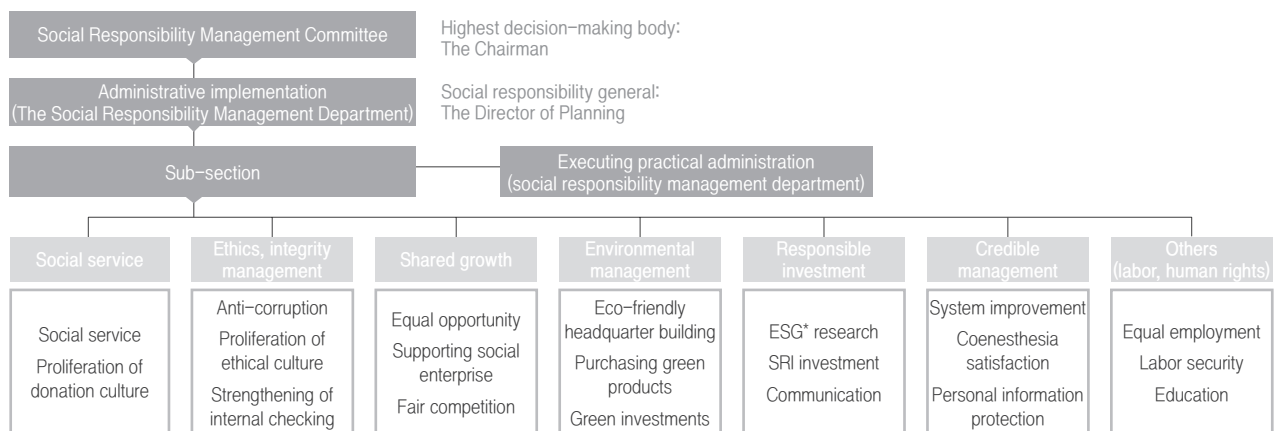 Social Responsibility Management Committee
Highest decision-making body:
The Chairman
Administrative implementation
(The Social Responsibility Management Department)
Social responsibility general:
The Director of Planning
Sub-section
Executing practical administration
(social responsibility management department)
Social service
Social service
Proliferation of
donation culture
Ethics, integrity
management
Anti-corruption
Proliferation of
ethical culture
Strengthening of
internal checking
Shared growth
Equal opportunity
Supporting social
enterprise
Fair competition
Environmental
management
Eco-friendly
headquarter building
Purchasing green
products
Green investments
Responsible
investment
ESG* research
SRI investment
Communication
Credible
management
System improvement
Coenesthesia
satisfaction
Personal information
protection
Others
(labor, human rights)
Equal employment
Labor security
Education